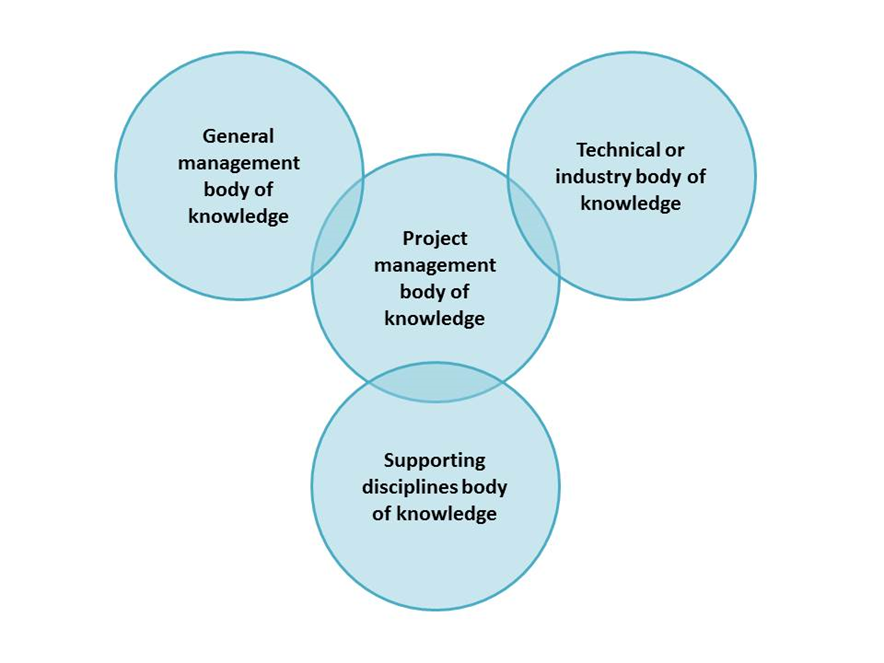 General
management
body of
knowledge
Technical or
industry body of
knowledge
Project
management
body of
knowledge
Supporting
disciplines body
of knowledge